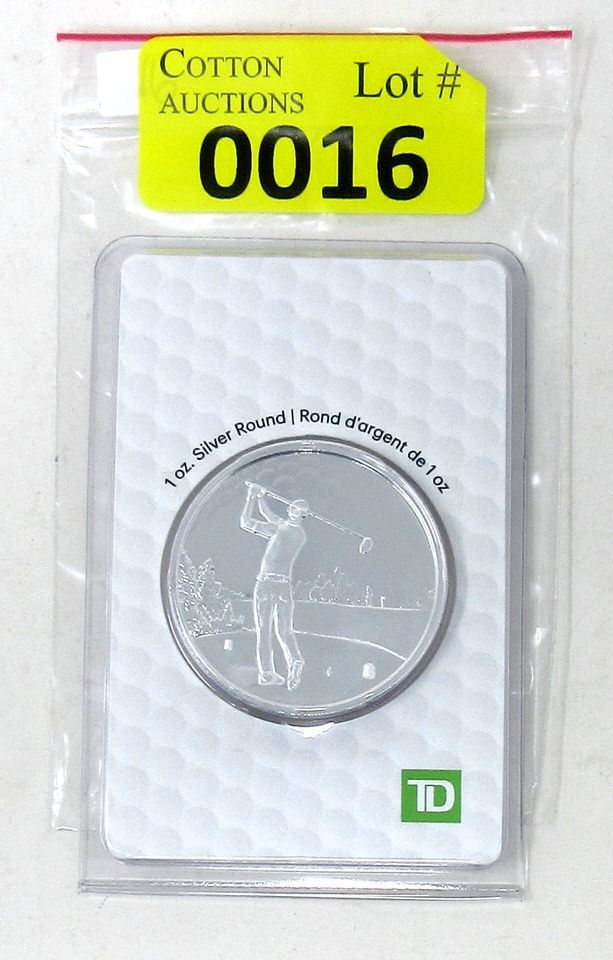 COTTON
AUCTIONS
Lot #
0016
1 oz. Silver Round | Rond d'argent de 1 oz
TD